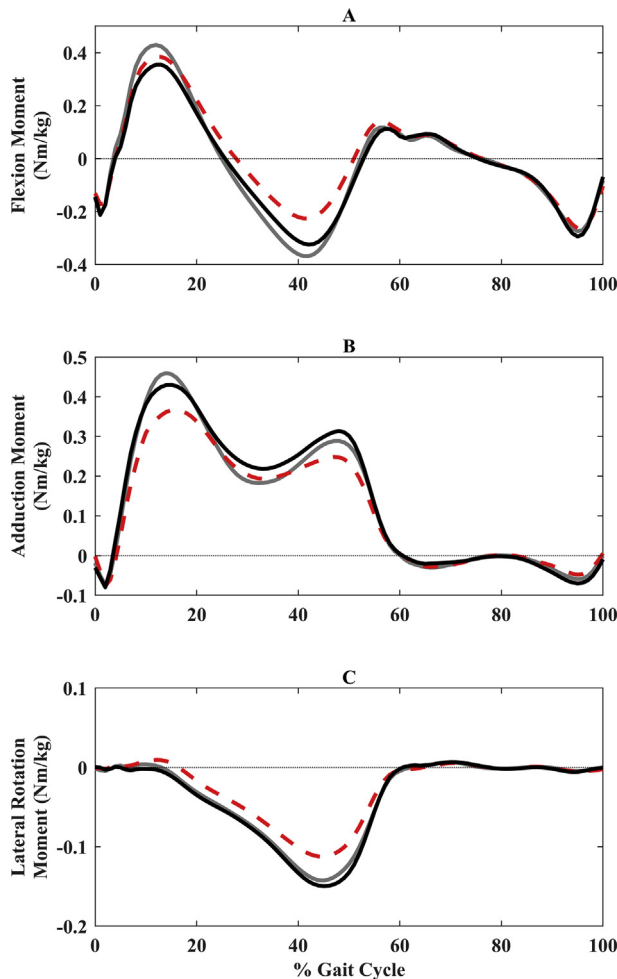 A
Flexion Moment
(Nm/kg)
0.4
0.2
0
-0.2
-0.4
0 20 40 60 80 100
B
Adduction Moment
(Nm/kg)
0.5
0.4
0.3
0.2
0.1
0
-0.1
0 20 40 60 80 100
C
Lateral Rotation
Moment (Nm/kg)
0.1
0
-0.1
-0.2
0 20 40 60 80 100
% Gait Cycle